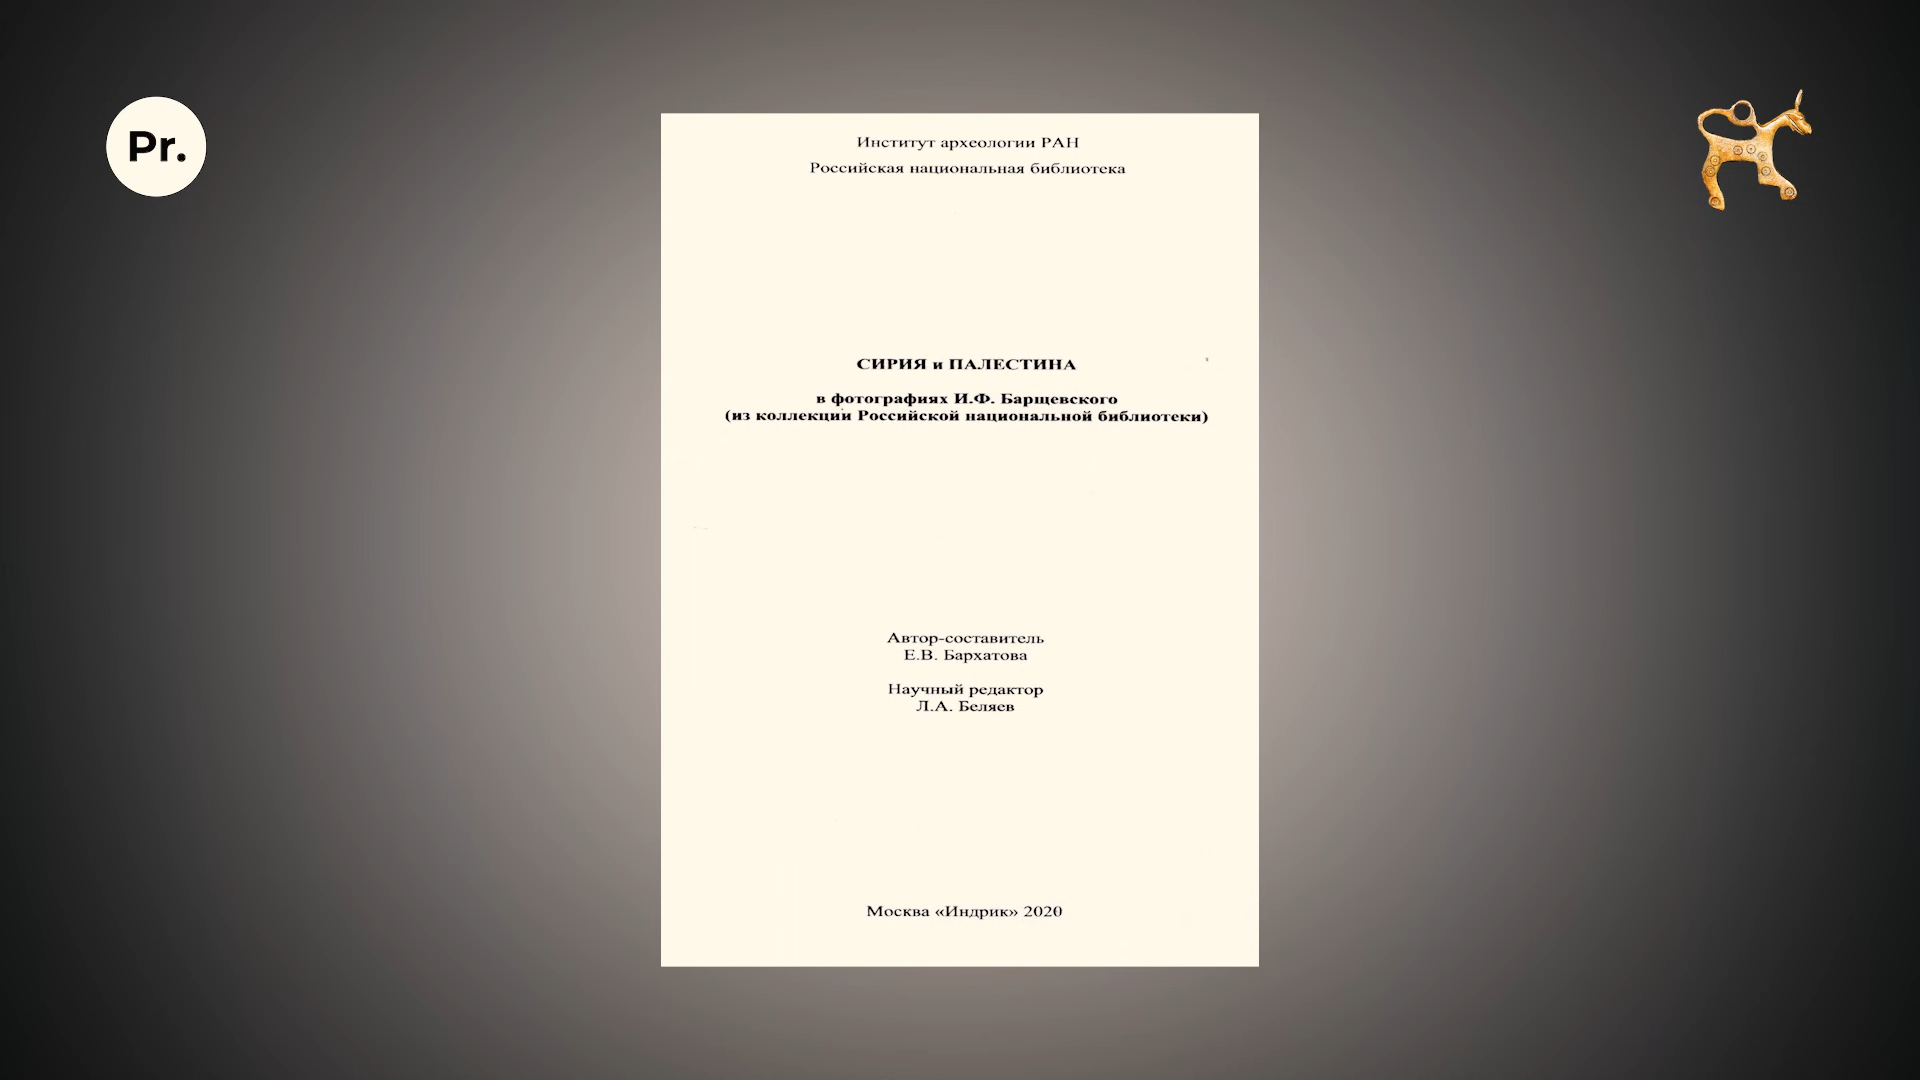 Pr.
Институт археологии РАН
Российская национальная библиотека
СИРИЯ и ПАЛЕСТИНА
в фотографиях И.Ф. Барщевского
(из коллекции Российской национальной библиотеки)
Автор-составитель
Е.В. Бархатова
Научный редактор
Л.А. Беляев
Москва «Индрик» 2020